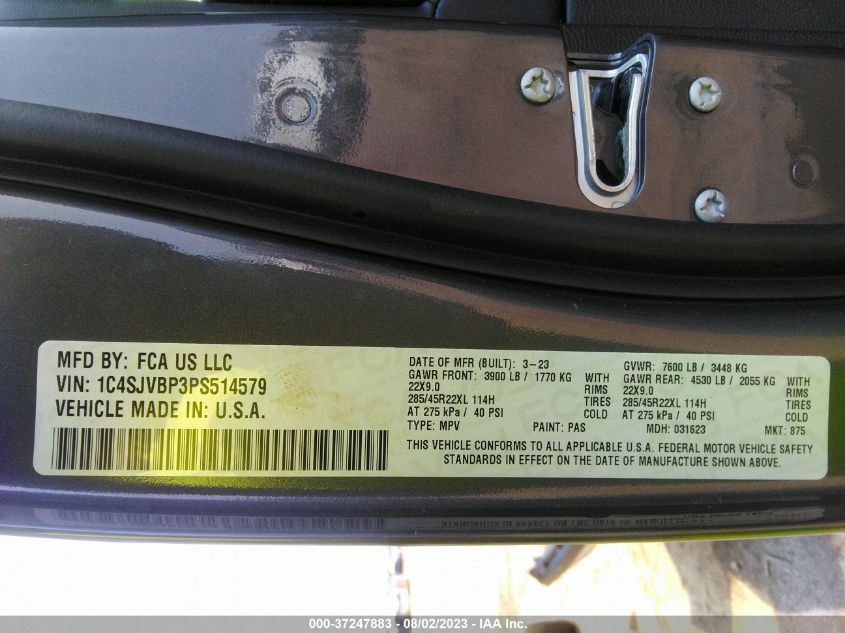 MFD BY: FCA US LLC
VIN: 1C4SJVBP3PS514579
VEHICLE MADE IN: U.S.A.
DATE OF MFR (BUILT): 3-23 GVWR: 7600 LB / 3448 KG
GAWR FRONT: 3900 LB / 1770 KG WITH GAWR REAR: 4530 LB / 2055 KG WITH
22X9.0 RIMS 22X9.0 RIMS
285/45R22XL 114H TIRES 285/45R22XL 114H TIRES
AT 275 kPa / 40 PSI COLD AT 275 kPa / 40 PSI COLD
TYPE: MPV PAINT: PAS MDH: 031623 MKT: 875
THIS VEHICLE CONFORMS TO ALL APPLICABLE U.S.A. FEDERAL MOTOR VEHICLE SAFETY
STANDARDS IN EFFECT ON THE DATE OF MANUFACTURE SHOWN ABOVE.
000-37247883 - 08/02/2023 - IAA Inc.